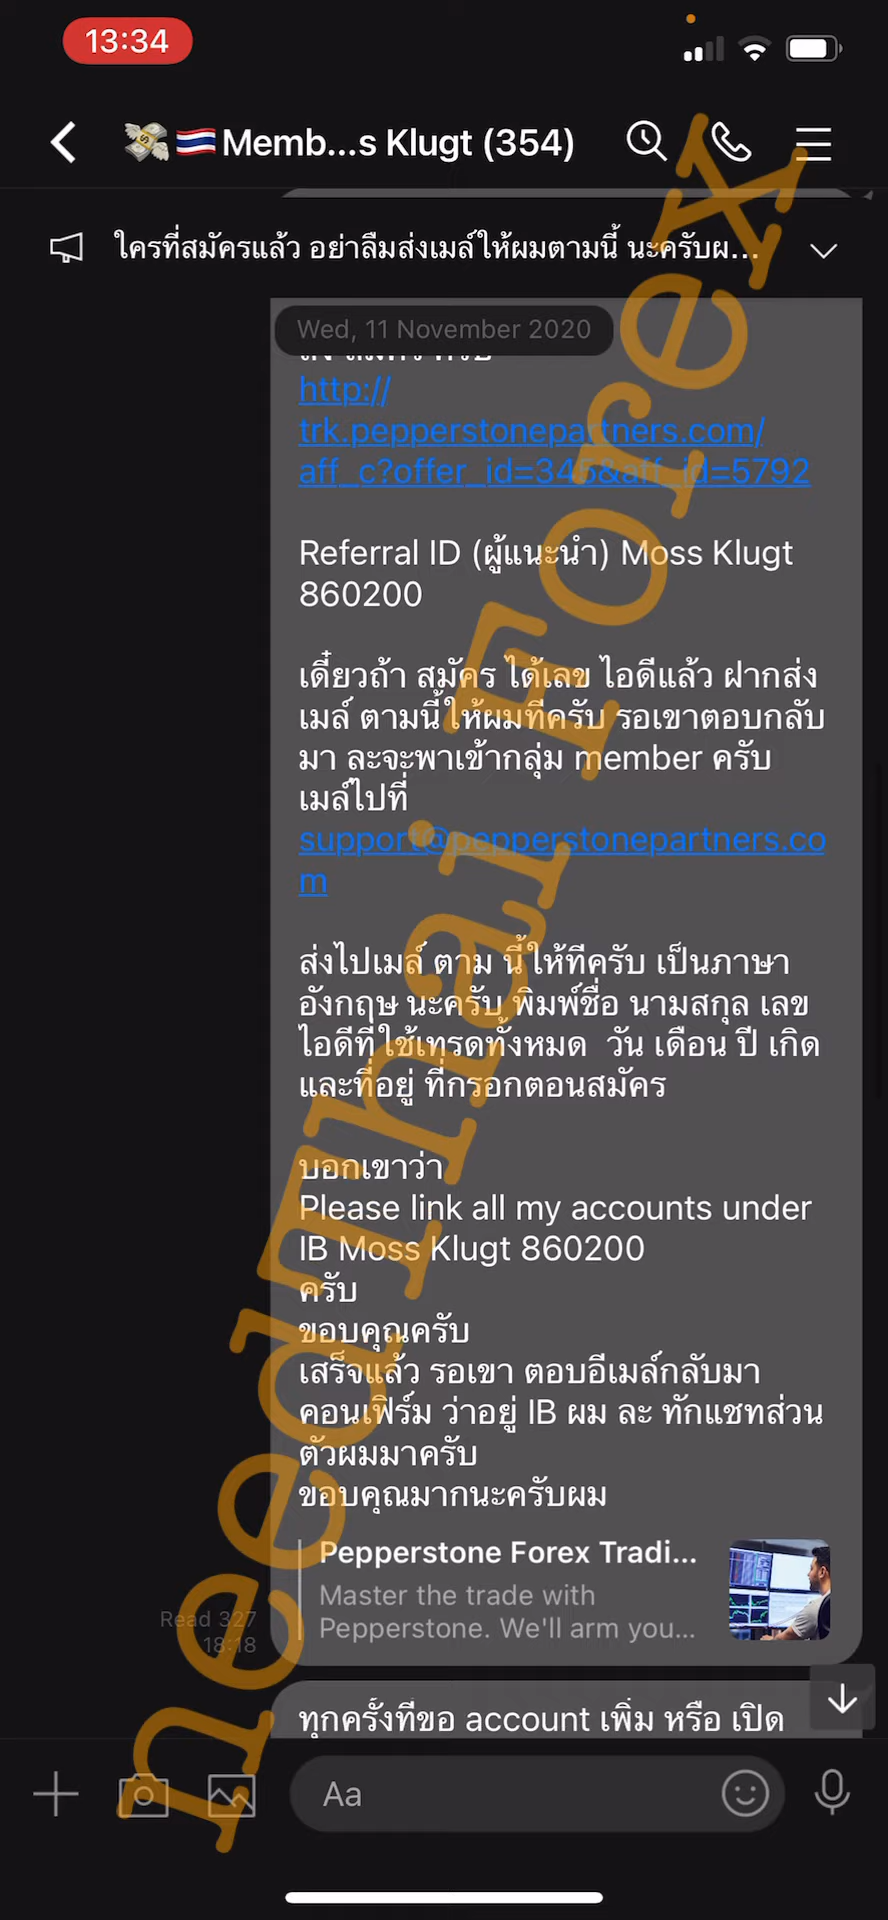 13:34
Memb...s Klugt (354)
ใครที่สมัครแล้ว อย่าลืมส่งเมล์ให้ผมตามนี้ นะครับผ...
Wed, 11 November 2020
http://
trk.pepperstonepartners.com/
aff_c?offer_id=345&aff_id=5792
Referral ID (ผู้แนะนำ) Moss Klugt
860200
เดี๋ยวถ้า สมัคร ได้เลข ไอดีแล้ว ฝากส่ง
เมล์ ตามนี้ ให้ผมทีครับ รอเขาตอบกลับ
มา ละจะพาเข้ากลุ่ม member ครับ
เมล์ไปที่
support@pepperstonepartners.co
m
ส่งไปเมล์ ตาม นี้ ให้ทีครับ เป็นภาษา
อังกฤษ นะครับ พิมพ์ชื่อ นามสกุล เลข
ไอดีที่ ใช้เทรดทั้งหมด วัน เดือน ปี เกิด
และที่อยู่ ที่กรอกตอนสมัคร
บอกเขาว่า
Please link all my accounts under
IB Moss Klugt 860200
ครับ
ขอบคุณครับ
เสร็จแล้ว รอเขา ตอบอีเมล์กลับมา
คอนเฟิร์ม ว่าอยู่ IB ผม ละ ทักแชทส่วน
ตัวผมมาครับ
ขอบคุณมากนะครับผม
Pepperstone Forex Tradi...
Master the trade with
Pepperstone. We'll arm you...
Read 327
18:18
ทุกครั้งทีขอ account เพิ่ม หรือ เปิด
Aa
needThai Forex